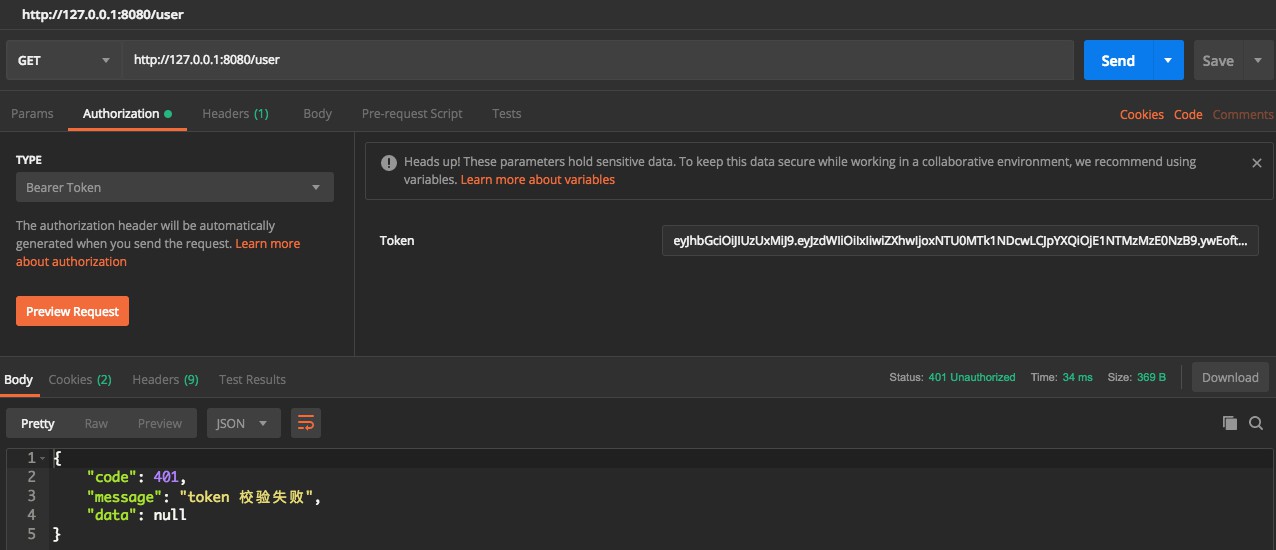 http://127.0.0.1:8080/user
GET
http://127.0.0.1:8080/user
Send
Save
Params
Authorization
Headers (1)
Body
Pre-request Script
Tests
Cookies
Code
Comments
TYPE
Bearer Token
The authorization header will be automatically
generated when you send the request. Learn more
about authorization
Preview Request
Heads up! These parameters hold sensitive data. To keep this data secure while working in a collaborative environment, we recommend using
variables. Learn more about variables
Token
eyJhbGciOiJIUzUxMiJ9.eyJzdWIiOiIxIiwiZXhwIjoxNTU0MTk1NDcwLCJpYXQiOjE1NTMzMzE0NzB9.ywEoft...
Body
Cookies (2)
Headers (9)
Test Results
Status: 401 Unauthorized
Time: 34 ms
Size: 369 B
Download
Pretty
Raw
Preview
JSON
1 {
2 "code": 401,
3 "message": "token 校验失败",
4 "data": null
5 }